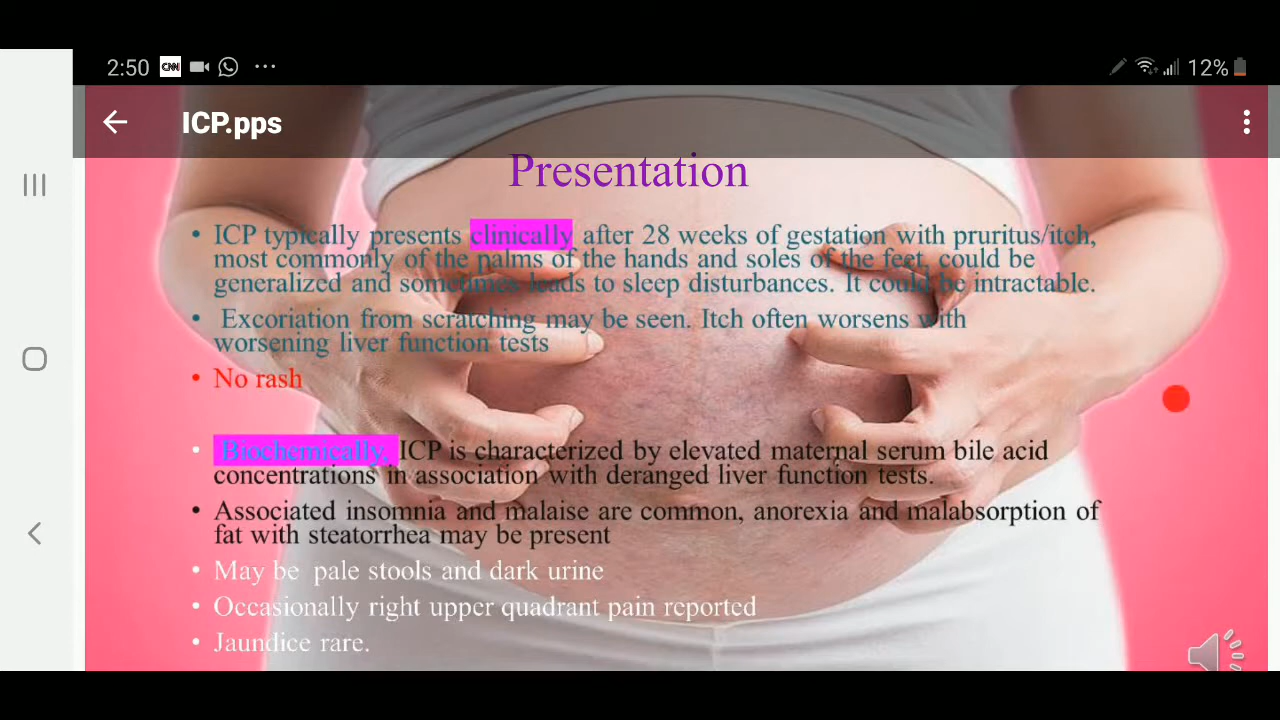 2:50 CNN ... 12%
ICP.pps
Presentation
• ICP typically presents clinically, after 28 weeks of gestation with pruritus/itch,
most commonly of the palms of the hands and soles of the feet, could be
generalized and sometimes leads to sleep disturbances. It could be intractable.
• Excoriation from scratching may be seen. Itch often worsens with
worsening liver function tests
• No rash
• Biochemically, ICP is characterized by elevated maternal serum bile acid
concentrations in association with deranged liver function tests.
• Associated insomnia and malaise are common, anorexia and malabsorption of
fat with steatorrhea may be present
• May be pale stools and dark urine
• Occasionally right upper quadrant pain reported
• Jaundice rare.